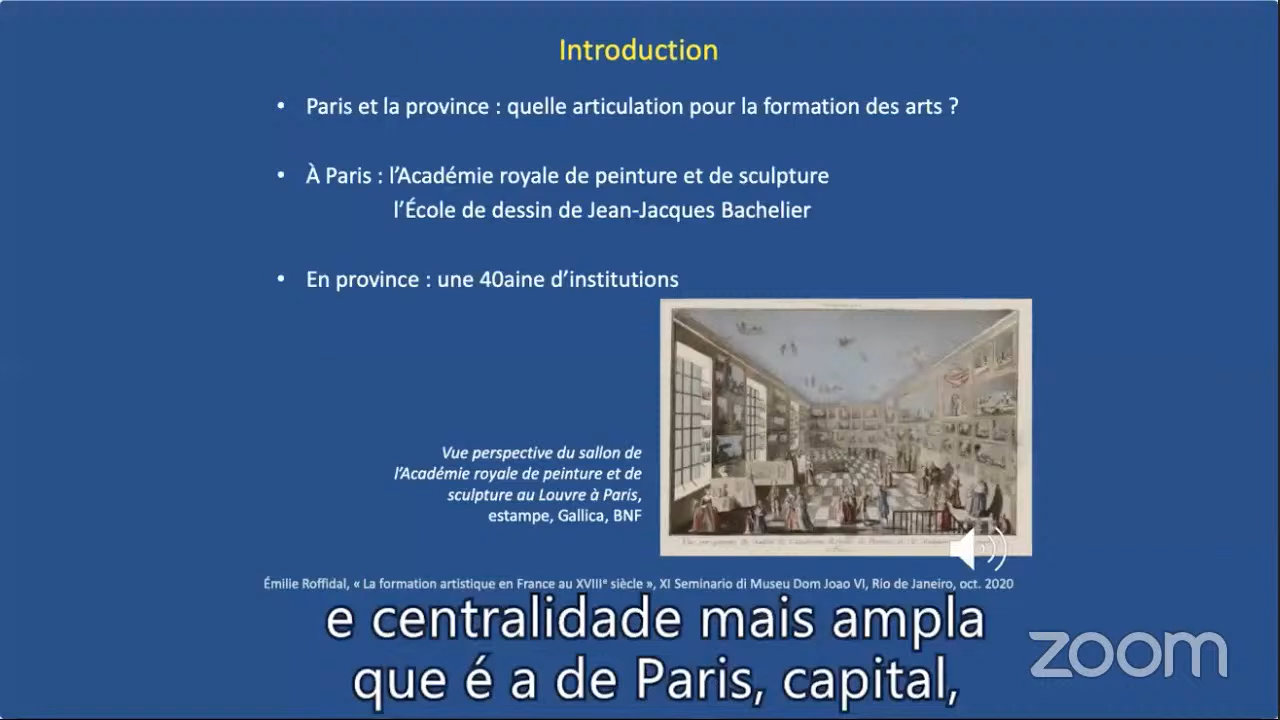 Introduction
• Paris et la province : quelle articulation pour la formation des arts ?
• À Paris : l’Académie royale de peinture et de sculpture
l’École de dessin de Jean-Jacques Bachelier
• En province : une 40aine d’institutions
Vue perspective du sallon de
l’Académie royale de peinture et de
sculpture au Louvre à Paris,
estampe, Gallica, BNF
Émilie Roffidal, « La formation artistique en France au XVIIIe siècle », XI Seminario di Museu Dom Joao VI, Rio de Janeiro, oct. 2020
e centralidade mais ampla
que é a de Paris, capital,
zoom